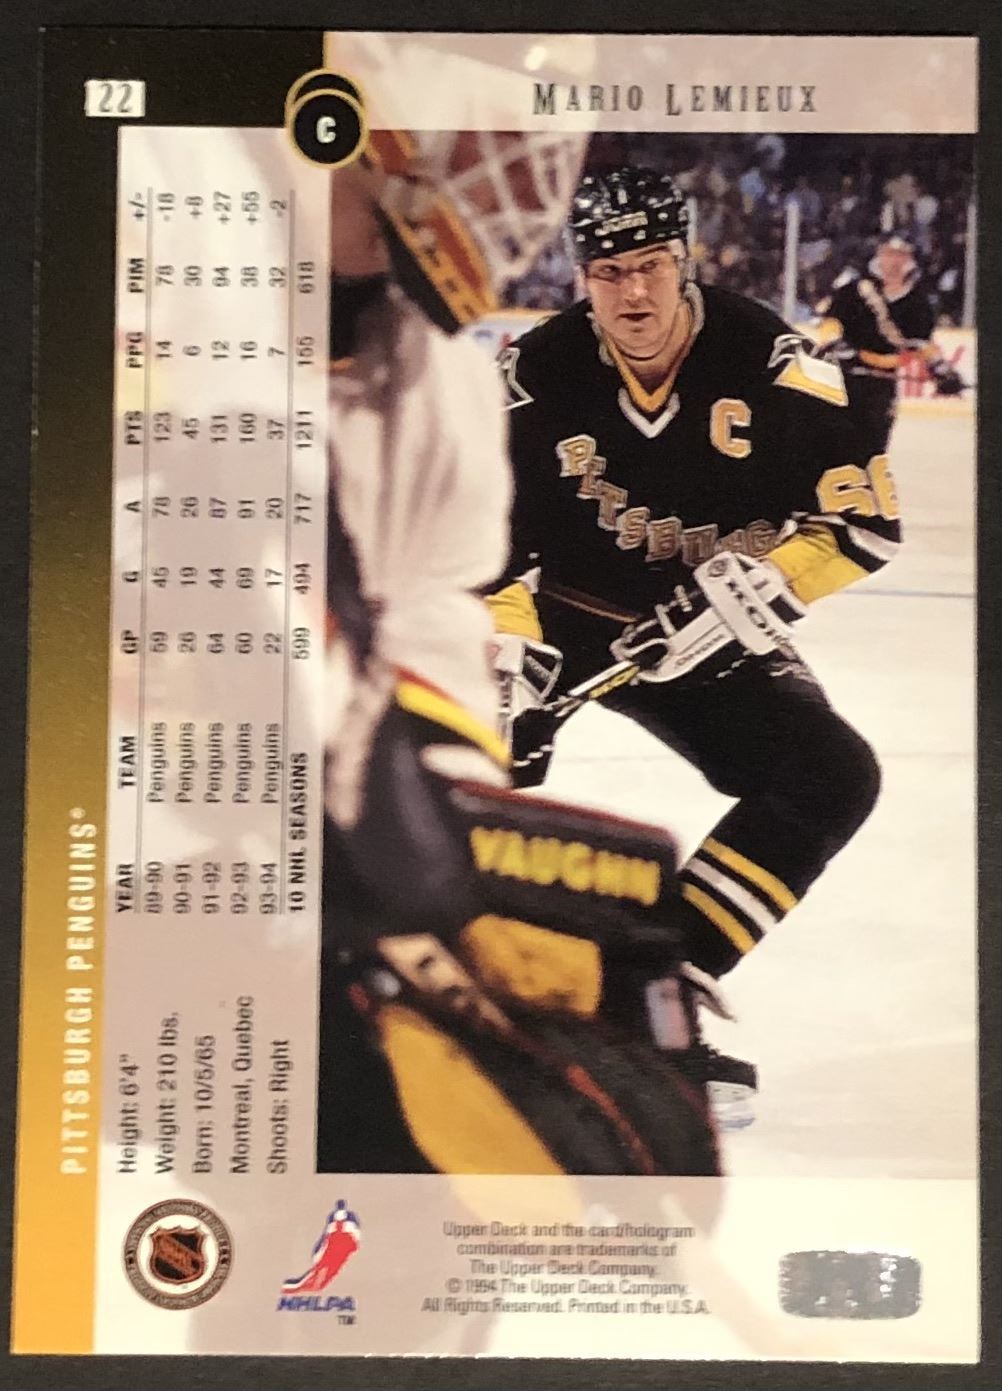 22
C
MARIO LEMIEUX
PITTSBURGH PENGUINS®
Height: 6'4"
Weight: 210 lbs.
Born: 10/5/65
Montreal, Quebec
Shoots: Right
YEAR TEAM GP G A PTS PPG PIM +/-
89-90 Penguins 59 45 78 123 14 78 -18
90-91 Penguins 26 19 26 45 6 30 +8
91-92 Penguins 64 44 87 131 12 94 +27
92-93 Penguins 60 69 91 160 16 38 +55
93-94 Penguins 22 17 20 37 7 32 -2
10 NHL SEASONS 599 494 717 1211 155 618
C
PITTSBURG
66
KOHO
VAUGHN
NHLPA
TM
Upper Deck and the card/hologram
combination are trademarks of
The Upper Deck Company.
© 1994 The Upper Deck Company.
All Rights Reserved. Printed in the U.S.A.